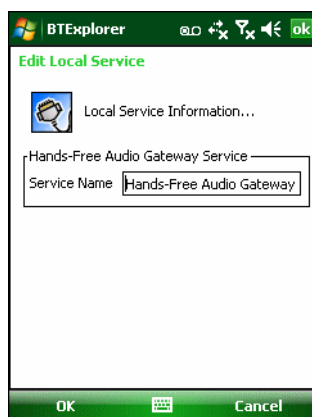 BTExplorer ok
Edit Local Service
Local Service Information...
Hands-Free Audio Gateway Service
Service Name Hands-Free Audio Gateway
OK Cancel